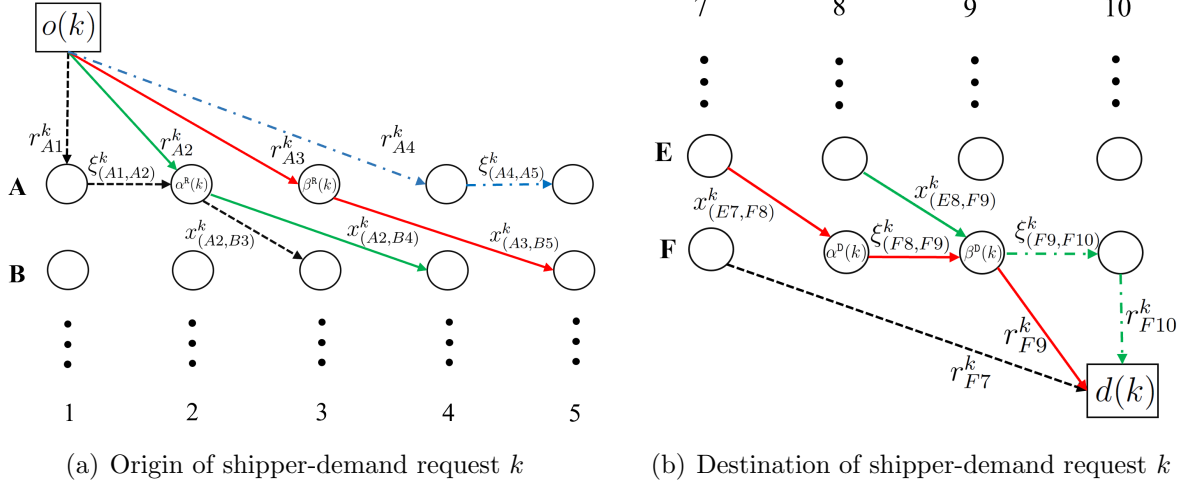 o(k)
r^k_{A1}
ξ^k_{(A1,A2)}
r^k_{A2}
r^k_{A3}
r^k_{A4}
ξ^k_{(A4,A5)}
A
α^R(k)
β^R(k)
x^k_{(A2,B3)}
x^k_{(A2,B4)}
x^k_{(A3,B5)}
B
1 2 3 4 5
(a) Origin of shipper-demand request k
7 8 9 10
E
x^k_{(E7,F8)}
x^k_{(E8,F9)}
F
α^D(k)
ξ^k_{(F8,F9)}
β^D(k)
ξ^k_{(F9,F10)}
r^k_{F7}
r^k_{F9}
r^k_{F10}
d(k)
(b) Destination of shipper-demand request k